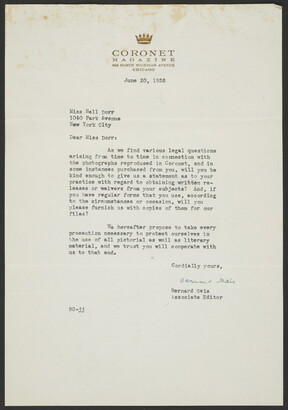 CORONET
MAGAZINE
919 NORTH MICHIGAN AVENUE
CHICAGO
June 20, 1938
Miss Nell Dorr
1040 Park Avenue
New York City
Dear Miss Dorr:
As we find various legal questions
arising from time to time in connection with
the photographs reproduced in Coronet, and in
some instances purchased from you, will you be
kind enough to give us a statement as to your
practice with regard to obtaining written re-
leases or waivers from your subjects? And, if
you have regular forms that you use, according
to the circumstances or occasion, will you
please furnish us with copies of them for our
files?
We hereafter propose to take every
precaution necessary to protect ourselves in
the use of all pictorial as well as literary
material, and we trust you will cooperate with
us to that end.
Cordially yours,
Bernard Geis
Bernard Geis
Associate Editor
BG-jj